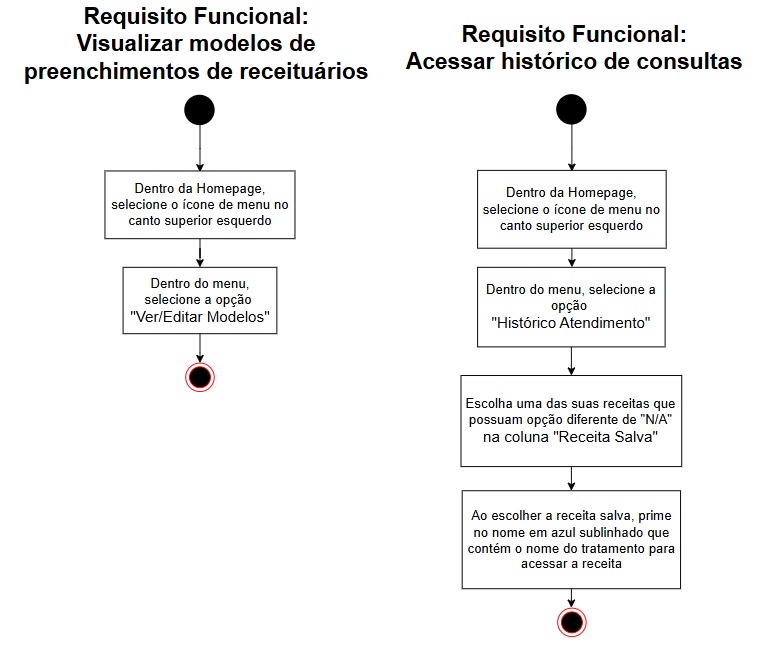 Requisito Funcional:
Visualizar modelos de
preenchimentos de receituários
Dentro da Homepage,
selecione o ícone de menu no
canto superior esquerdo
Dentro do menu,
selecione a opção
"Ver/Editar Modelos"
Requisito Funcional:
Acessar histórico de consultas
Dentro da Homepage,
selecione o ícone de menu no
canto superior esquerdo
Dentro do menu, selecione a
opção
"Histórico Atendimento"
Escolha uma das suas receitas que
possuam opção diferente de "N/A"
na coluna "Receita Salva"
Ao escolher a receita salva, prime
no nome em azul sublinhado que
contém o nome do tratamento para
acessar a receita